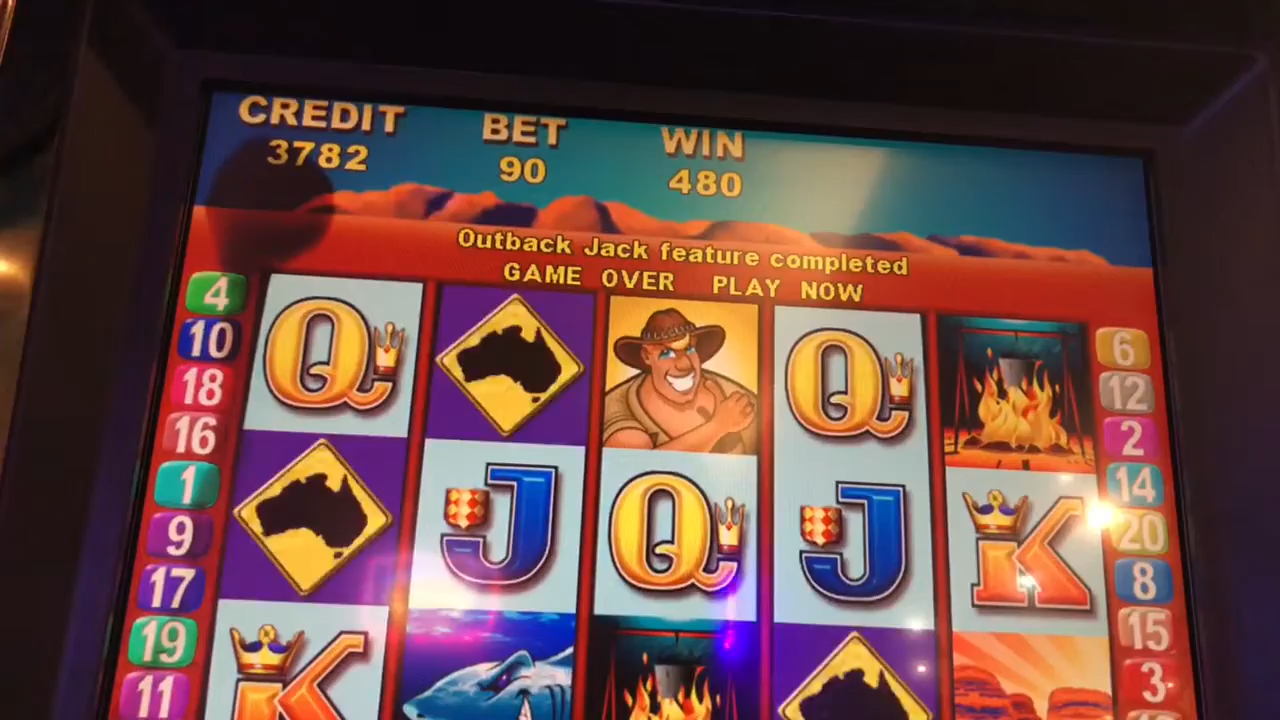 CREDIT BET WIN
3782 90 480
Outback Jack feature completed
GAME OVER PLAY NOW
4 Q Q 6
10 12
18 2
16 14
1 J Q J K 20
9 8
17 15
19 K 3
11